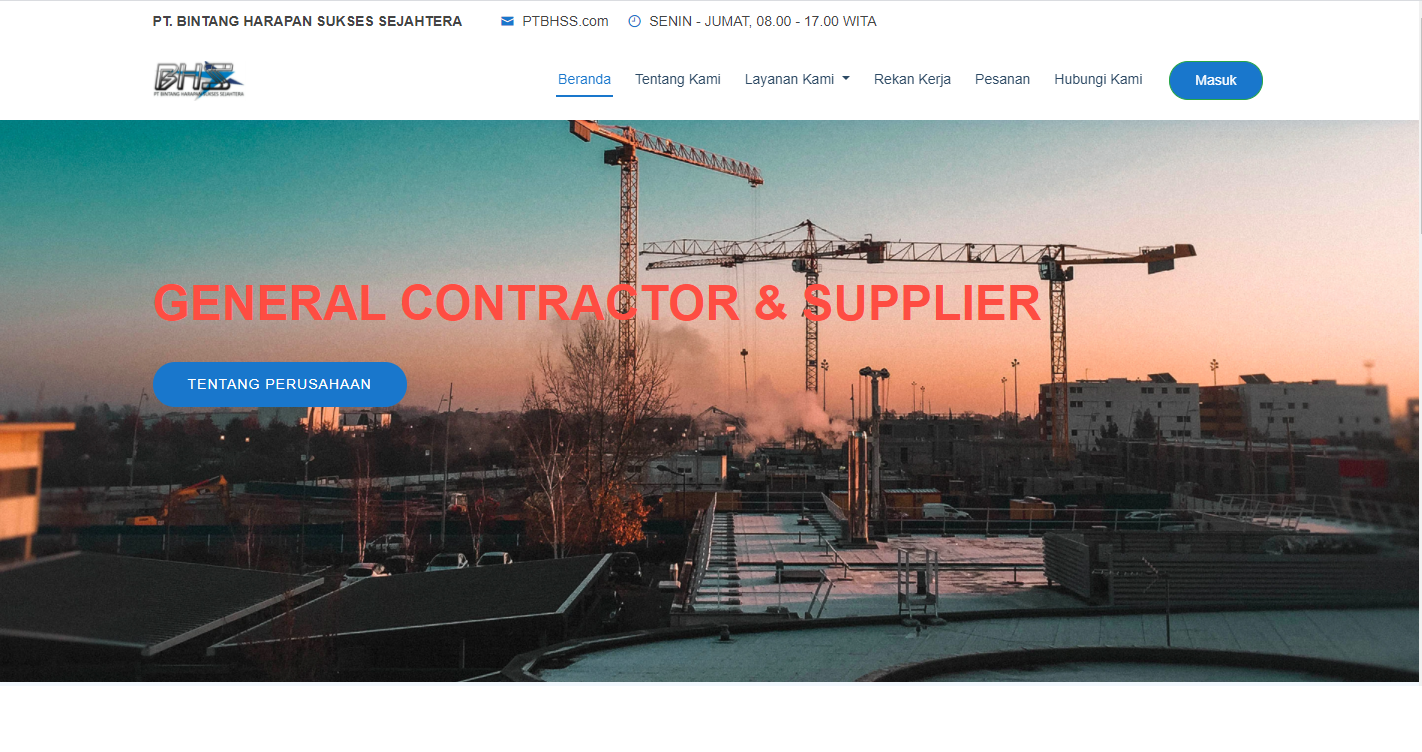 PT. BINTANG HARAPAN SUKSES SEJAHTERA PTBHSS.com SENIN - JUMAT, 08.00 - 17.00 WITA
BHSS
PT BINTANG HARAPAN SUKSES SEJAHTERA
Beranda Tentang Kami Layanan Kami Rekan Kerja Pesanan Hubungi Kami Masuk
GENERAL CONTRACTOR & SUPPLIER
TENTANG PERUSAHAAN